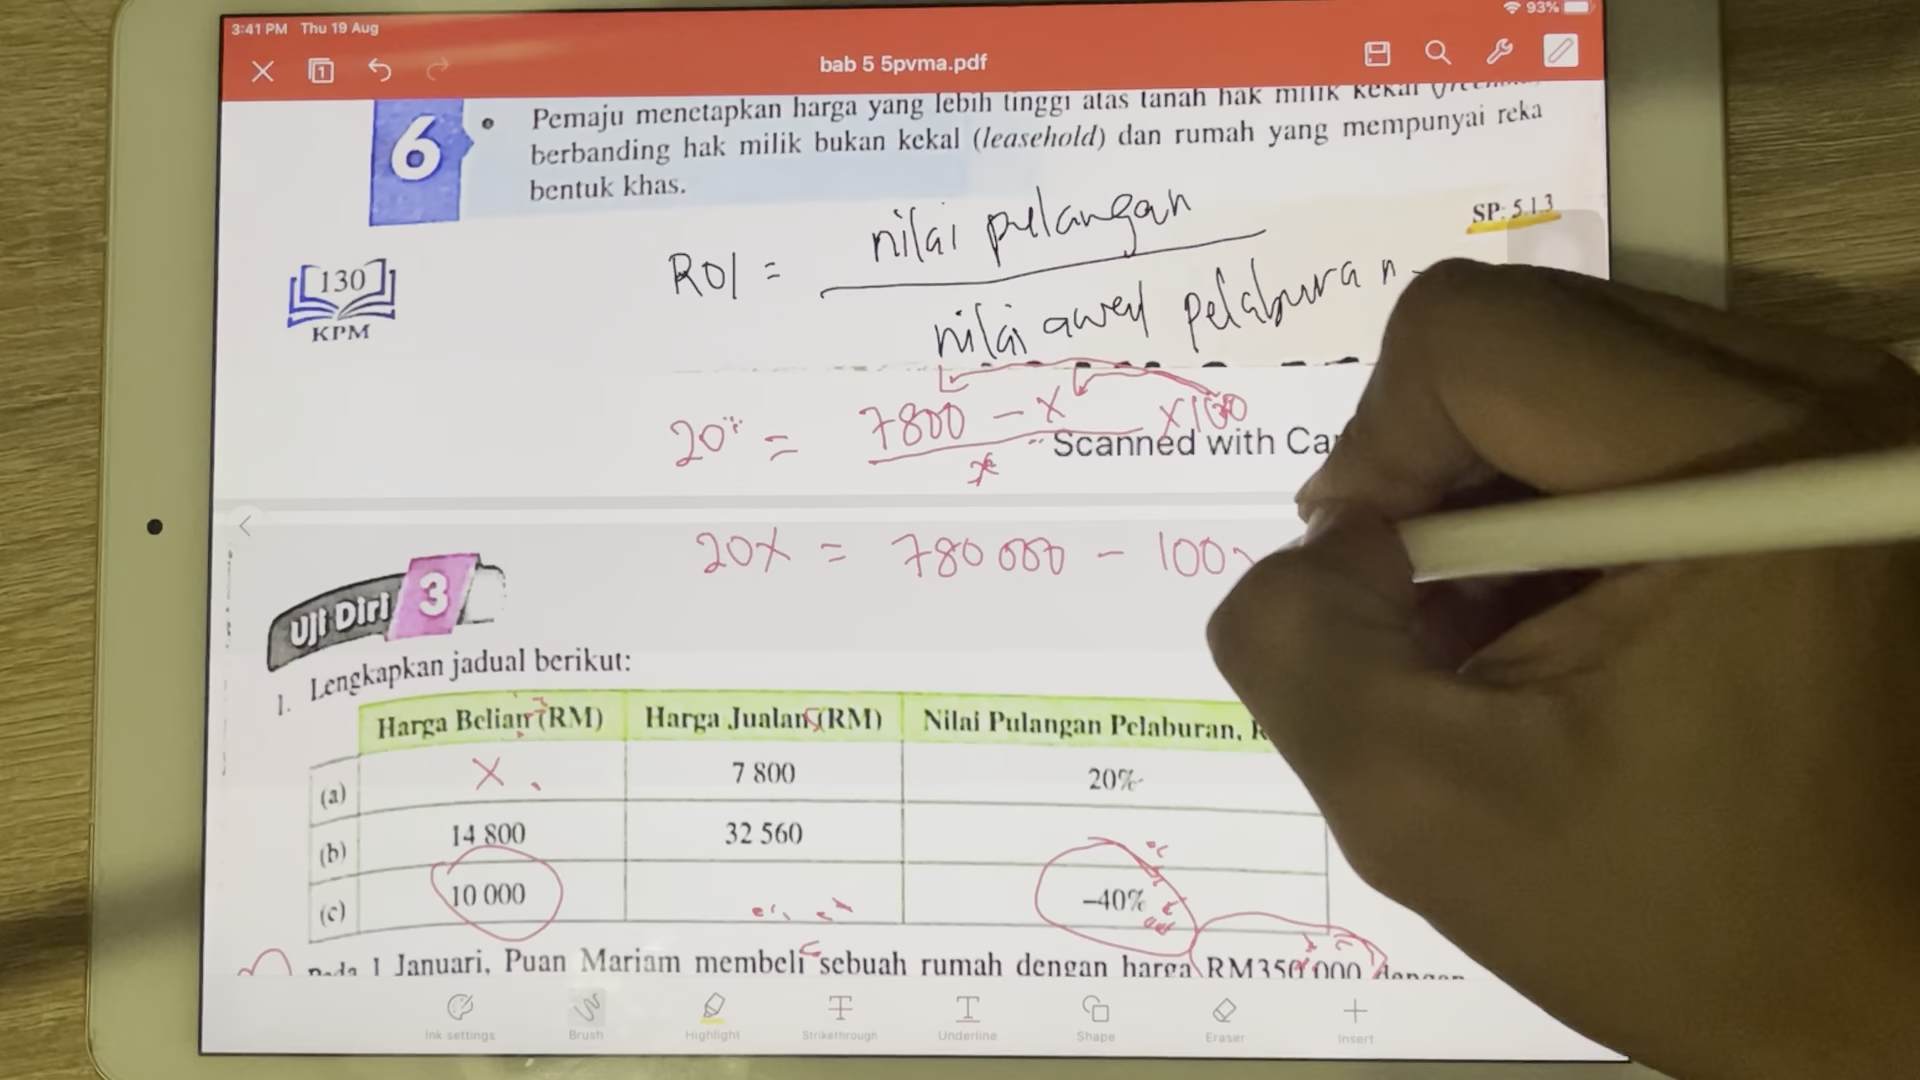 3:41 PM Thu 19 Aug
93%
1
bab 5 5pvma.pdf
Pemaju menetapkan harga yang lebih tinggi atas tanah hak milik kekal
6
berbanding hak milik bukan kekal (leasehold) dan rumah yang mempunyai reka
bentuk khas.
SP: 5.1.3
130
KPM
ROI = nilai pulangan
nilai awal pelaburan
20% = 7800 - x x100
x
Scanned with
20x = 780 000 - 100
Uji Diri 3
1. Lengkapkan jadual berikut:
Harga Belian (RM) Harga Jualan (RM) Nilai Pulangan Pelaburan,
(a) x 7 800 20%
(b) 14 800 32 560
(c) 10 000 -40%
1 Januari, Puan Mariam membeli sebuah rumah dengan harga RM350 000 dengan
Ink settings Brush Highlight Strikethrough Underline Shape Eraser Insert